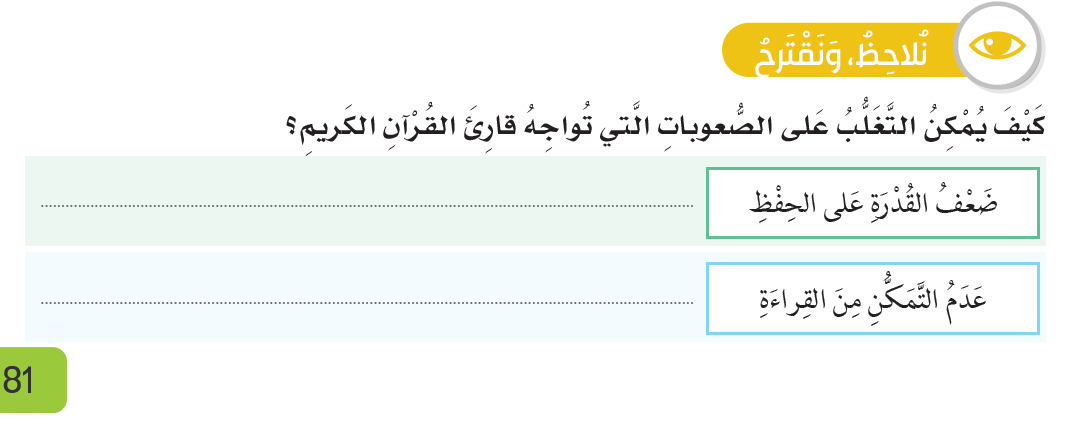 نُلاحِظُ، وَنَقْتَرِحُ
كَيْفَ يُمْكِنُ التَّغَلُّبُ عَلى الصُّعوباتِ الَّتي تُواجِهُ قارِئَ القُرْآنِ الكَريمِ؟
ضَعْفُ القُدْرَةِ عَلى الحِفْظِ
عَدَمُ التَّمَكُّنِ مِنَ القِراءَةِ
81